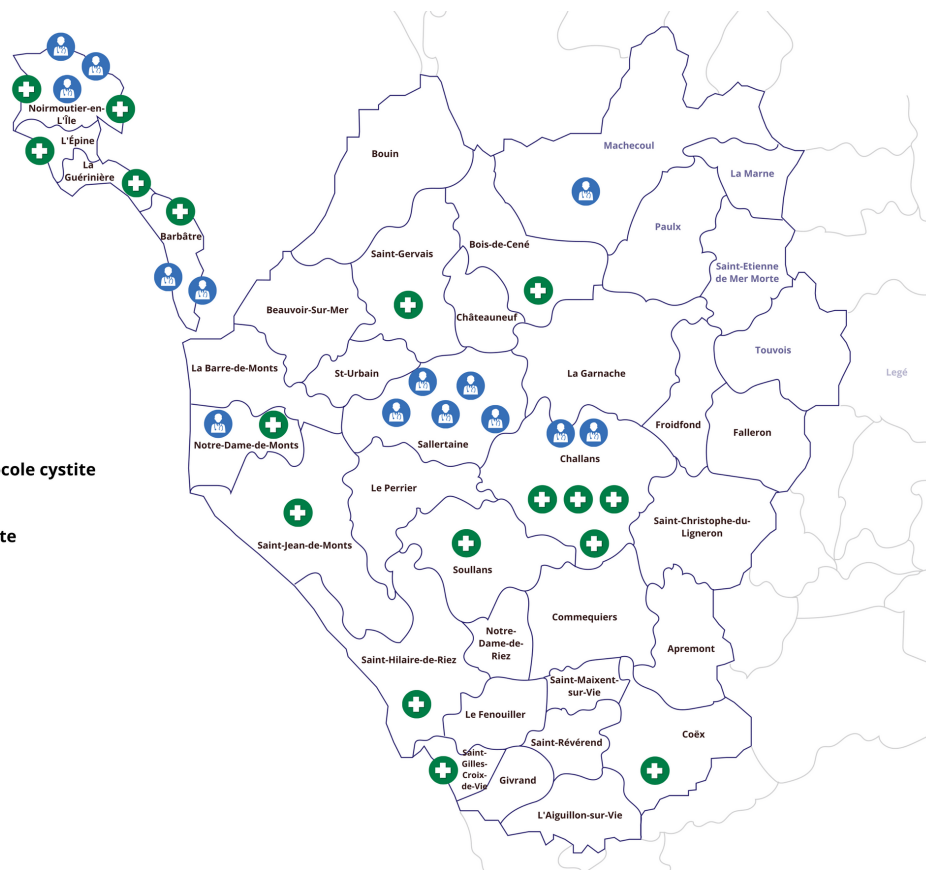 Noirmoutier-en-
L'Île
L'Épine
La
Guérinière
Barbâtre
Bouin
Machecoul
La Marne
Paulx
Bois-de-Cené
Saint-Gervais
Saint-Etienne
de Mer Morte
Beauvoir-Sur-Mer
Châteauneuf
Touvois
La Barre-de-Monts
St-Urbain
La Garnache
Legé
Froidfond
Falleron
Notre-Dame-de-Monts
Sallertaine
Challans
cole cystite
Le Perrier
te
Saint-Christophe-du-
Ligneron
Saint-Jean-de-Monts
Soullans
Commequiers
Notre-
Dame-de-
Riez
Apremont
Saint-Hilaire-de-Riez
Saint-Maixent-
sur-Vie
Le Fenouiller
Coëx
Saint-Révérend
Saint-
Gilles-
Croix-
de-Vie
Givrand
L'Aiguillon-sur-Vie